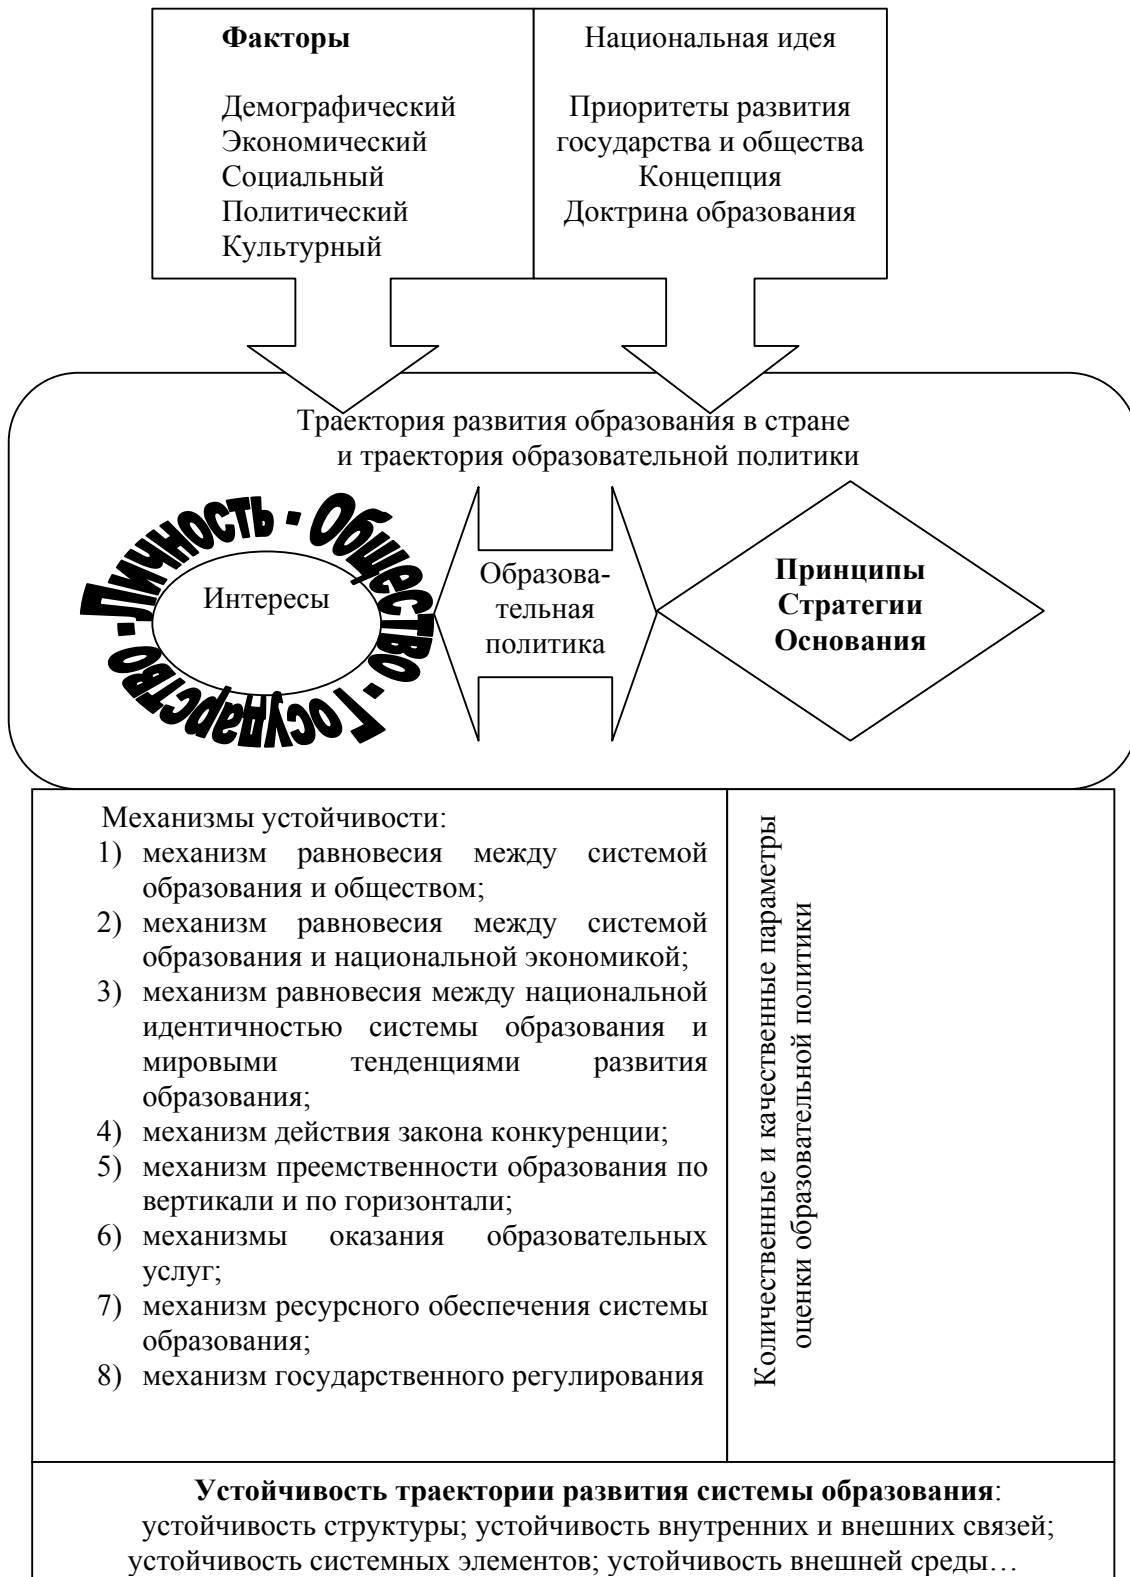 Факторы
Демографический
Экономический
Социальный
Политический
Культурный
Национальная идея
Приоритеты развития
государства и общества
Концепция
Доктрина образования
Траектория развития образования в стране
и траектория образовательной политики
Личность - Общество - Государство -
Интересы
Образова-
тельная
политика
Принципы
Стратегии
Основания
Механизмы устойчивости:
1) механизм равновесия между системой
образования и обществом;
2) механизм равновесия между системой
образования и национальной экономикой;
3) механизм равновесия между национальной
идентичностью системы образования и
мировыми тенденциями развития
образования;
4) механизм действия закона конкуренции;
5) механизм преемственности образования по
вертикали и по горизонтали;
6) механизмы оказания образовательных
услуг;
7) механизм ресурсного обеспечения системы
образования;
8) механизм государственного регулирования
Количественные и качественные параметры
оценки образовательной политики
Устойчивость траектории развития системы образования:
устойчивость структуры; устойчивость внутренних и внешних связей;
устойчивость системных элементов; устойчивость внешней среды…